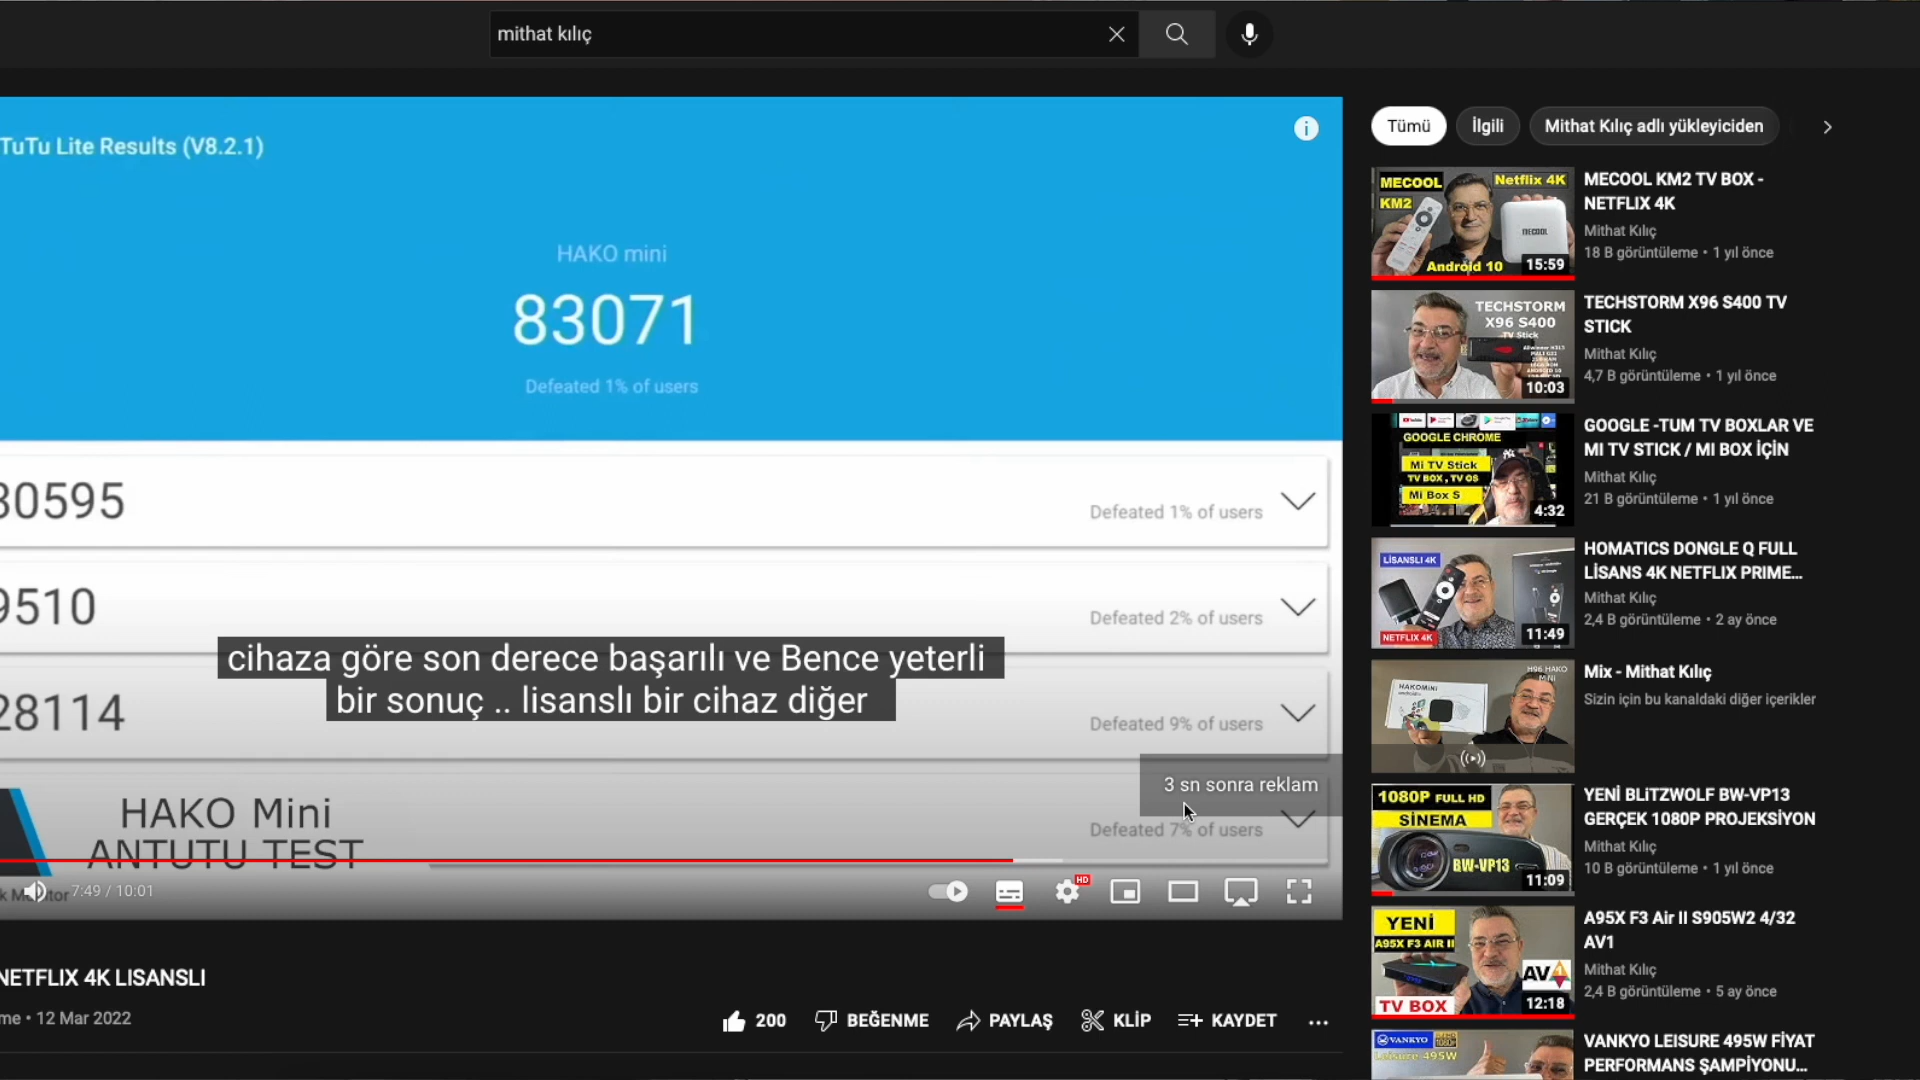 mithat kılıç
TuTu Lite Results (V8.2.1)
HAKO mini
83071
Defeated 1% of users
30595
Defeated 1% of users
9510
Defeated 2% of users
28114
Defeated 9% of users
cihaza göre son derece başarılı ve Bence yeterli
bir sonuç .. lisanslı bir cihaz diğer
3 sn sonra reklam
Defeated 7% of users
HAKO Mini
ANTUTU TEST
7:49 / 10:01
HD
NETFLIX 4K LISANSLI
me • 12 Mar 2022
200
BEĞENME
PAYLAŞ
KLİP
KAYDET
Tümü
İlgili
Mithat Kılıç adlı yükleyiciden
MECOOL
KM2
Netflix 4K
MECOOL
Android 10
15:59
MECOOL KM2 TV BOX -
NETFLIX 4K
Mithat Kılıç
18 B görüntüleme • 1 yıl önce
TECHSTORM
X96 S400
TV Stick
10:03
TECHSTORM X96 S400 TV
STICK
Mithat Kılıç
4,7 B görüntüleme • 1 yıl önce
GOOGLE CHROME
Mi TV Stick
TV BOX , TV OS
Mi Box S
4:32
GOOGLE -TUM TV BOXLAR VE
MI TV STICK / MI BOX İÇİN
Mithat Kılıç
21 B görüntüleme • 1 yıl önce
LİSANSLI 4K
NETFLIX 4K
11:49
HOMATICS DONGLE Q FULL
LİSANS 4K NETFLIX PRIME...
Mithat Kılıç
2,4 B görüntüleme • 2 ay önce
H96 HAKO
MiNi
HAKOMiNi
Mix - Mithat Kılıç
Sizin için bu kanaldaki diğer içerikler
1080P FULL HD
SİNEMA
BW-VP13
11:09
YENİ BLiTZWOLF BW-VP13
GERÇEK 1080P PROJEKSİYON
Mithat Kılıç
10 B görüntüleme • 1 yıl önce
YENİ
A95X F3 AIR II
AV1
TV BOX
12:18
A95X F3 Air II S905W2 4/32
AV1
Mithat Kılıç
2,4 B görüntüleme • 5 ay önce
VANKYO
Leisure 495W
VANKYO LEISURE 495W FİYAT
PERFORMANS ŞAMPİYONU...